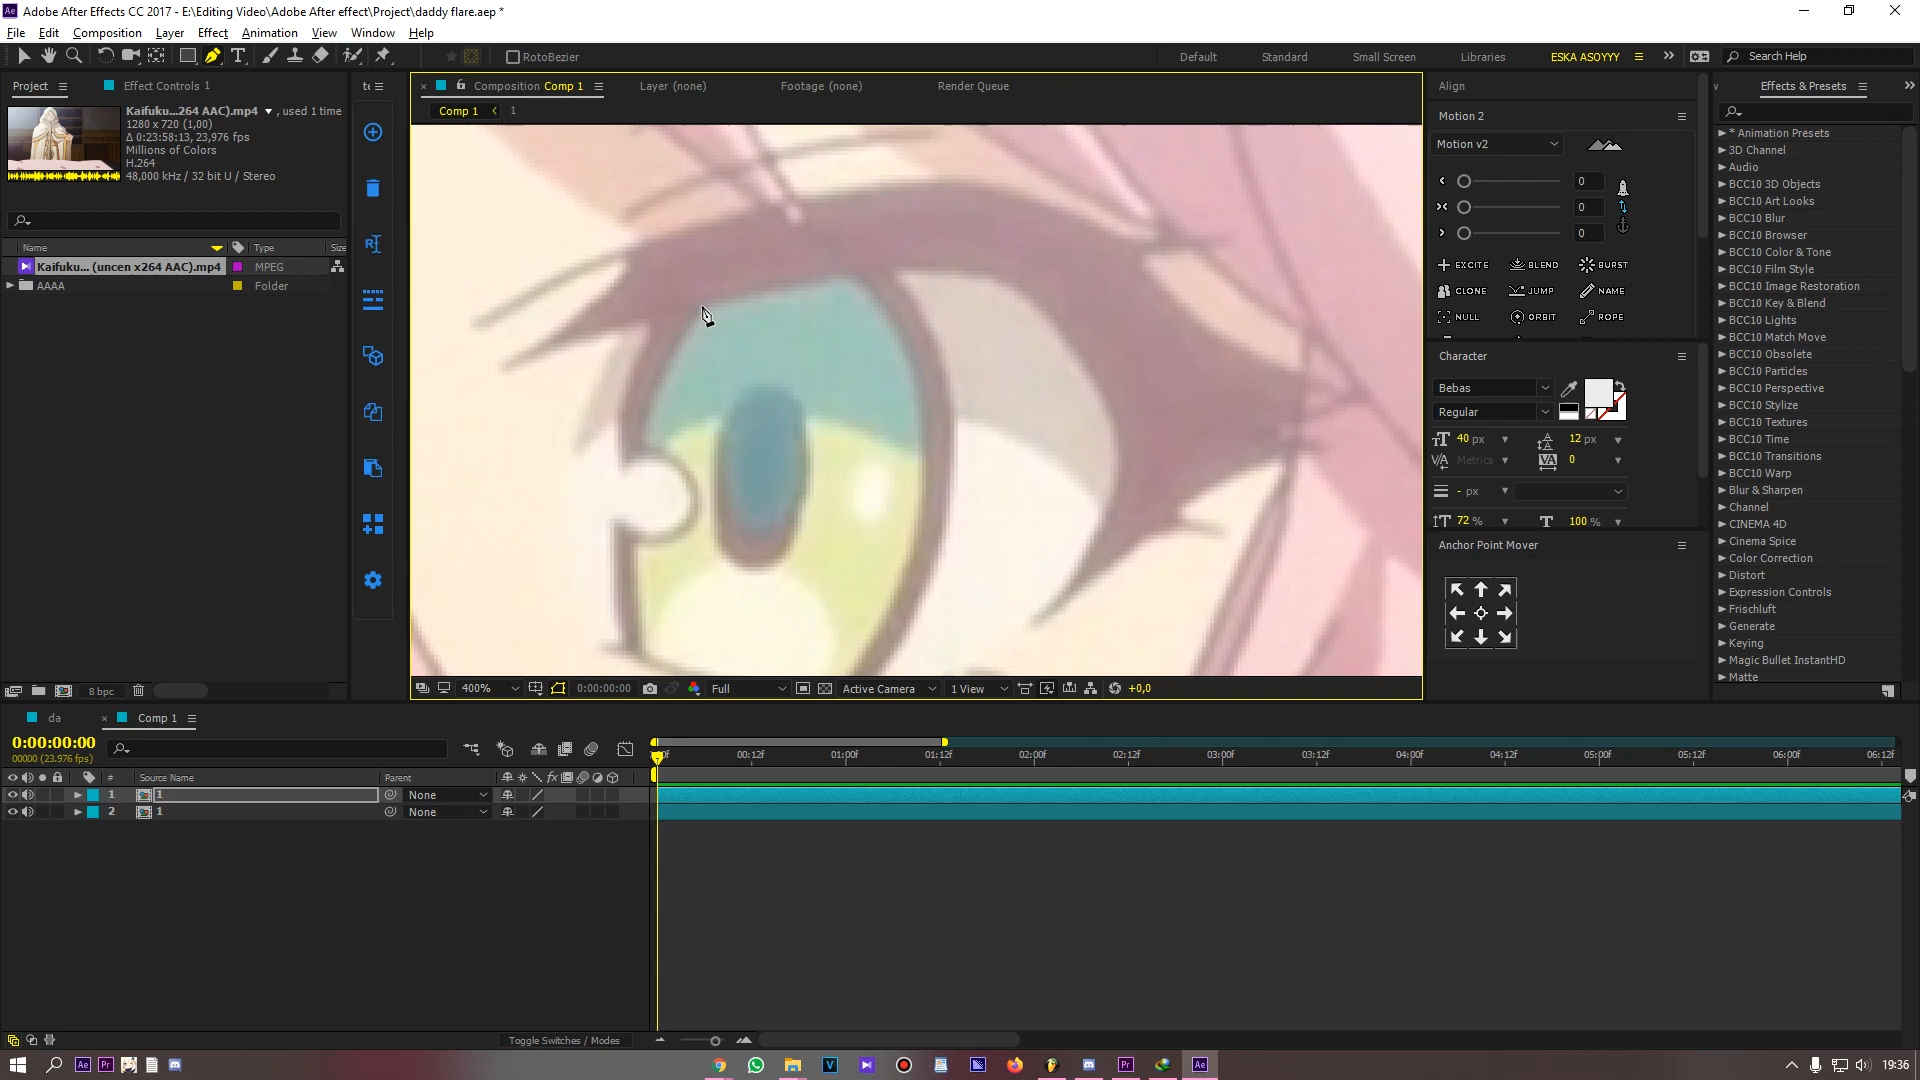 Adobe After Effects CC 2017 - E:\Editing Video\Adobe After effect\Project\daddy flare.aep *
File Edit Composition Layer Effect Animation View Window Help
RotoBezier
Default Standard Small Screen Libraries ESKA ASOYYY Search Help
Project Effect Controls 1
Kaifuku...264 AAC).mp4 , used 1 time
1280 x 720 (1,00)
Δ 0:23:58:13, 23,976 fps
Millions of Colors
H.264
48,000 kHz / 32 bit U / Stereo
Name Type Size
Kaifuku... (uncen x264 AAC).mp4 MPEG
AAAA Folder
8 bpc
Composition Comp 1 Layer (none) Footage (none) Render Queue
Comp 1 1
400% 0:00:00:00 Full Active Camera 1 View +0,0
Align
Motion 2
Motion v2
0
0
0
EXCITE BLEND BURST
CLONE JUMP NAME
NULL ORBIT ROPE
Character
Bebas
Regular
40 px 12 px
Metrics 0
- px
72 % 100 %
Anchor Point Mover
Effects & Presets
* Animation Presets
3D Channel
Audio
BCC10 3D Objects
BCC10 Art Looks
BCC10 Blur
BCC10 Browser
BCC10 Color & Tone
BCC10 Film Style
BCC10 Image Restoration
BCC10 Key & Blend
BCC10 Lights
BCC10 Match Move
BCC10 Obsolete
BCC10 Particles
BCC10 Perspective
BCC10 Stylize
BCC10 Textures
BCC10 Time
BCC10 Transitions
BCC10 Warp
Blur & Sharpen
Channel
CINEMA 4D
Cinema Spice
Color Correction
Distort
Expression Controls
Frischluft
Generate
Keying
Magic Bullet InstantHD
Matte
da Comp 1
0:00:00:00
00000 (23.976 fps)
00:12f 01:00f 01:12f 02:00f 02:12f 03:00f 03:12f 04:00f 04:12f 05:00f 05:12f 06:00f 06:12f
# Source Name Parent
1 1 None
2 1 None
Toggle Switches / Modes
19:36